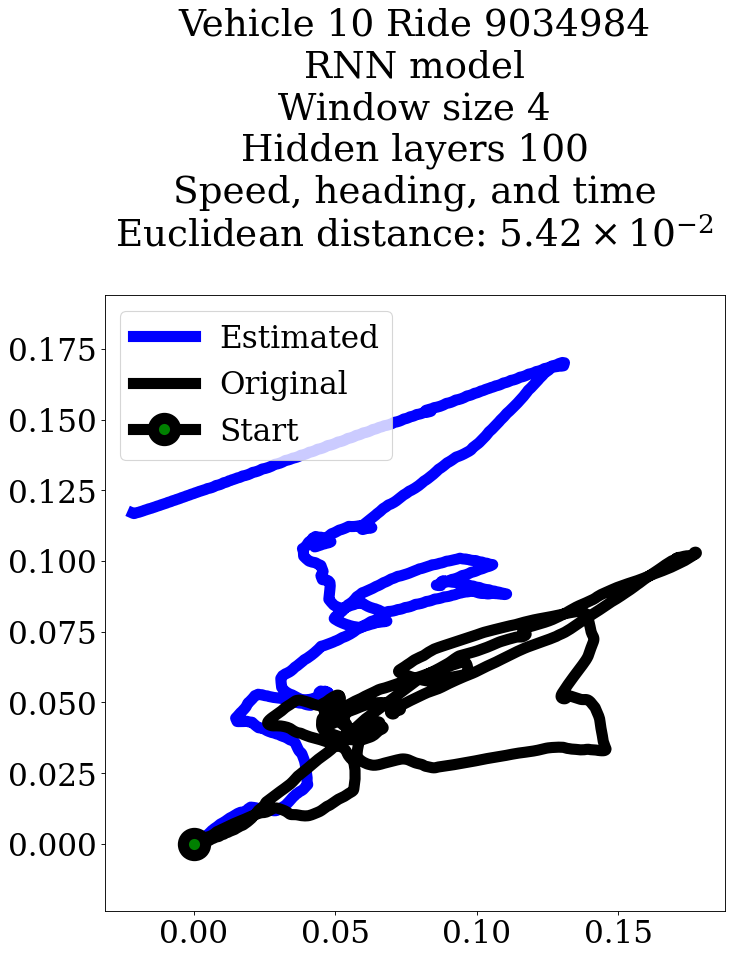 Vehicle 10 Ride 9034984
RNN model
Window size 4
Hidden layers 100
Speed, heading, and time
Euclidean distance: 5.42 × 10⁻²
Estimated
Original
Start
0.175
0.150
0.125
0.100
0.075
0.050
0.025
0.000
0.00 0.05 0.10 0.15